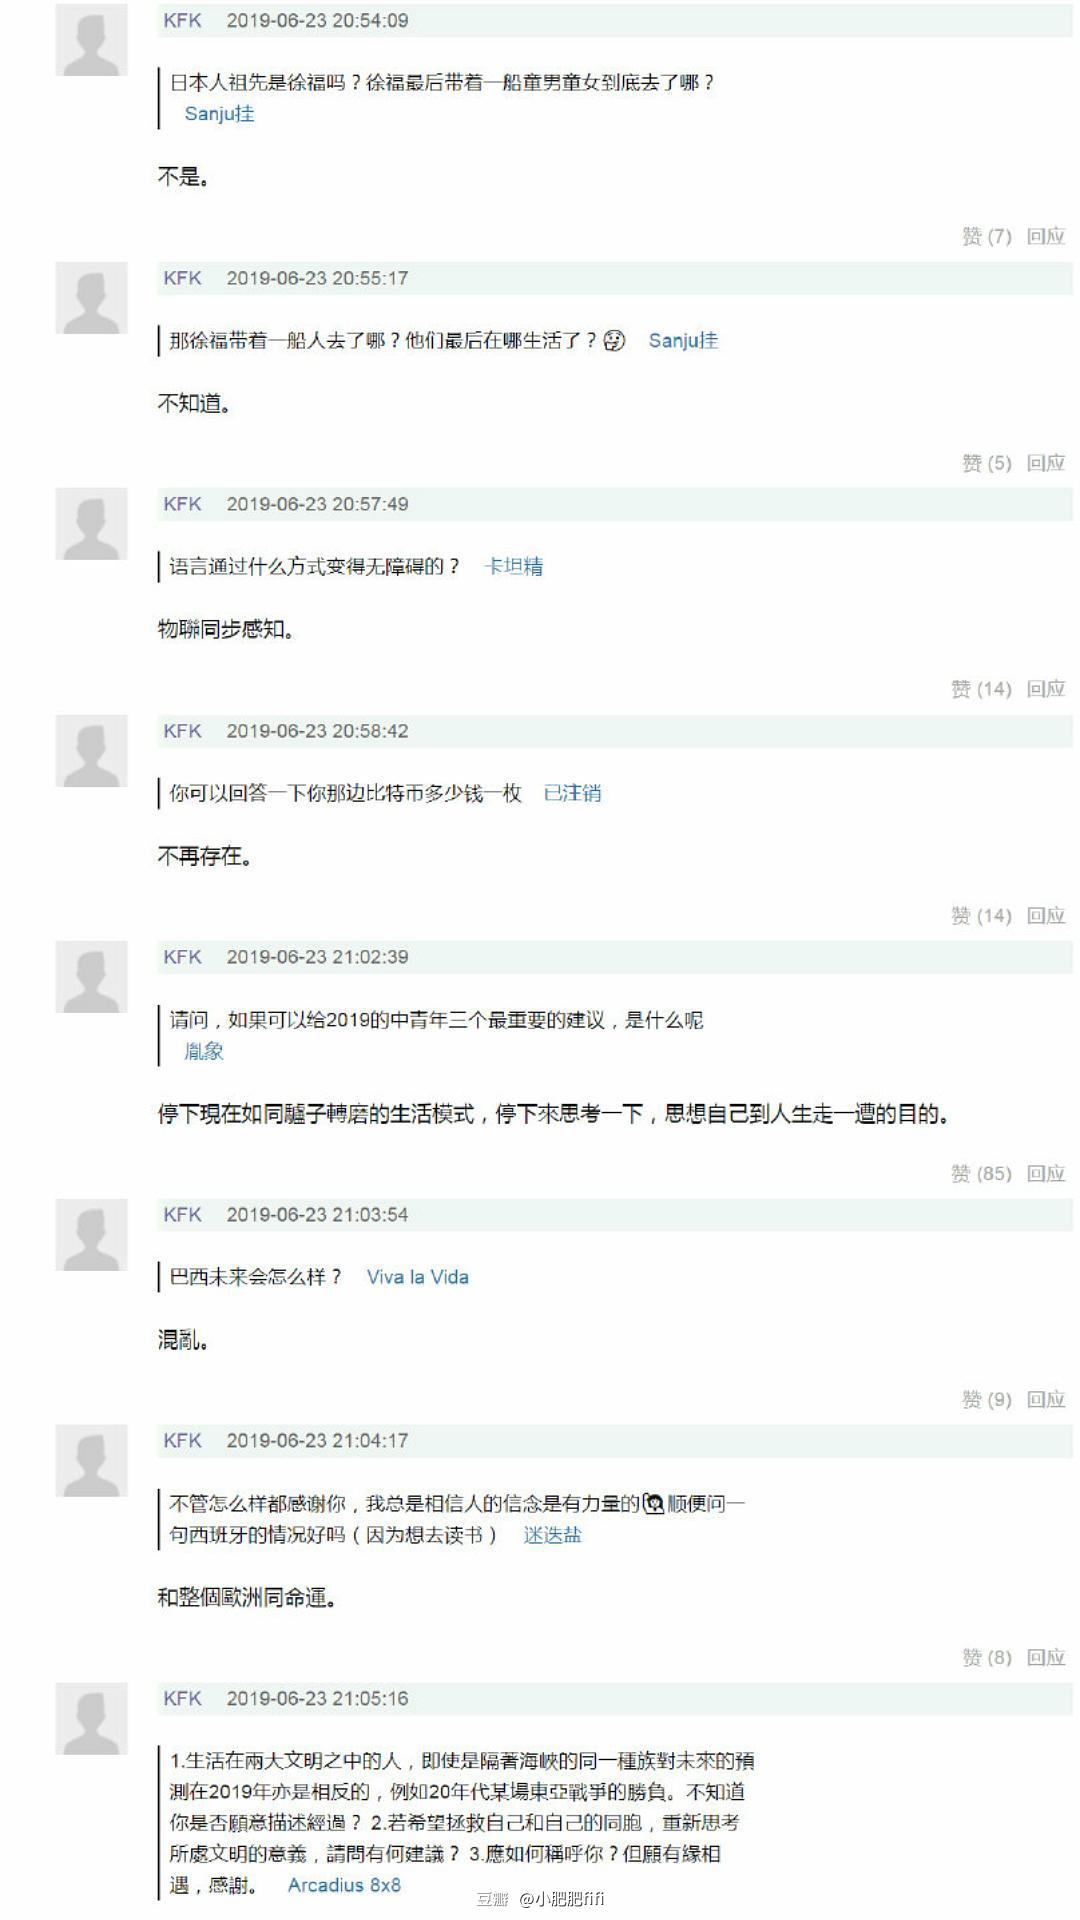 KFK 2019-06-23 20:54:09
日本人祖先是徐福吗？徐福最后带着一船童男童女到底去了哪？
Sanju挂
不是。
赞 (7) 回应
KFK 2019-06-23 20:55:17
那徐福带着一船人去了哪？他们最后在哪生活了？ Sanju挂
不知道。
赞 (5) 回应
KFK 2019-06-23 20:57:49
语言通过什么方式变得无障碍的？ 卡坦精
物聯同步感知。
赞 (14) 回应
KFK 2019-06-23 20:58:42
你可以回答一下你那边比特币多少钱一枚 已注销
不再存在。
赞 (14) 回应
KFK 2019-06-23 21:02:39
请问，如果可以给2019的中青年三个最重要的建议，是什么呢
胤象
停下現在如同驢子轉磨的生活模式，停下來思考一下，思想自己到人生走一遭的目的。
赞 (85) 回应
KFK 2019-06-23 21:03:54
巴西未来会怎么样？ Viva la Vida
混亂。
赞 (9) 回应
KFK 2019-06-23 21:04:17
不管怎么样都感谢你，我总是相信人的信念是有力量的顺便问一
句西班牙的情况好吗（因为想去读书） 迷迭盐
和整個歐洲同命運。
赞 (8) 回应
KFK 2019-06-23 21:05:16
1.生活在兩大文明之中的人，即使是隔著海峽的同一種族對未來的預
測在2019年亦是相反的，例如20年代某場東亞戰爭的勝負。不知道
你是否願意描述經過？ 2.若希望拯救自己和自己的同胞，重新思考
所處文明的意義，請問有何建議？ 3.應如何稱呼你？但願有緣相
遇，感謝。 Arcadius 8x8
豆瓣 @小肥肥fifi